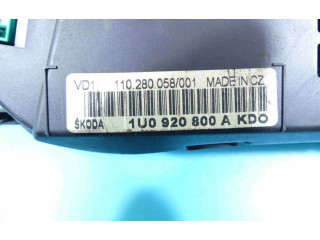 VD1 110.280.058/001 MADE IN CZ
ŠKODA 1U0 920 800 A KDO